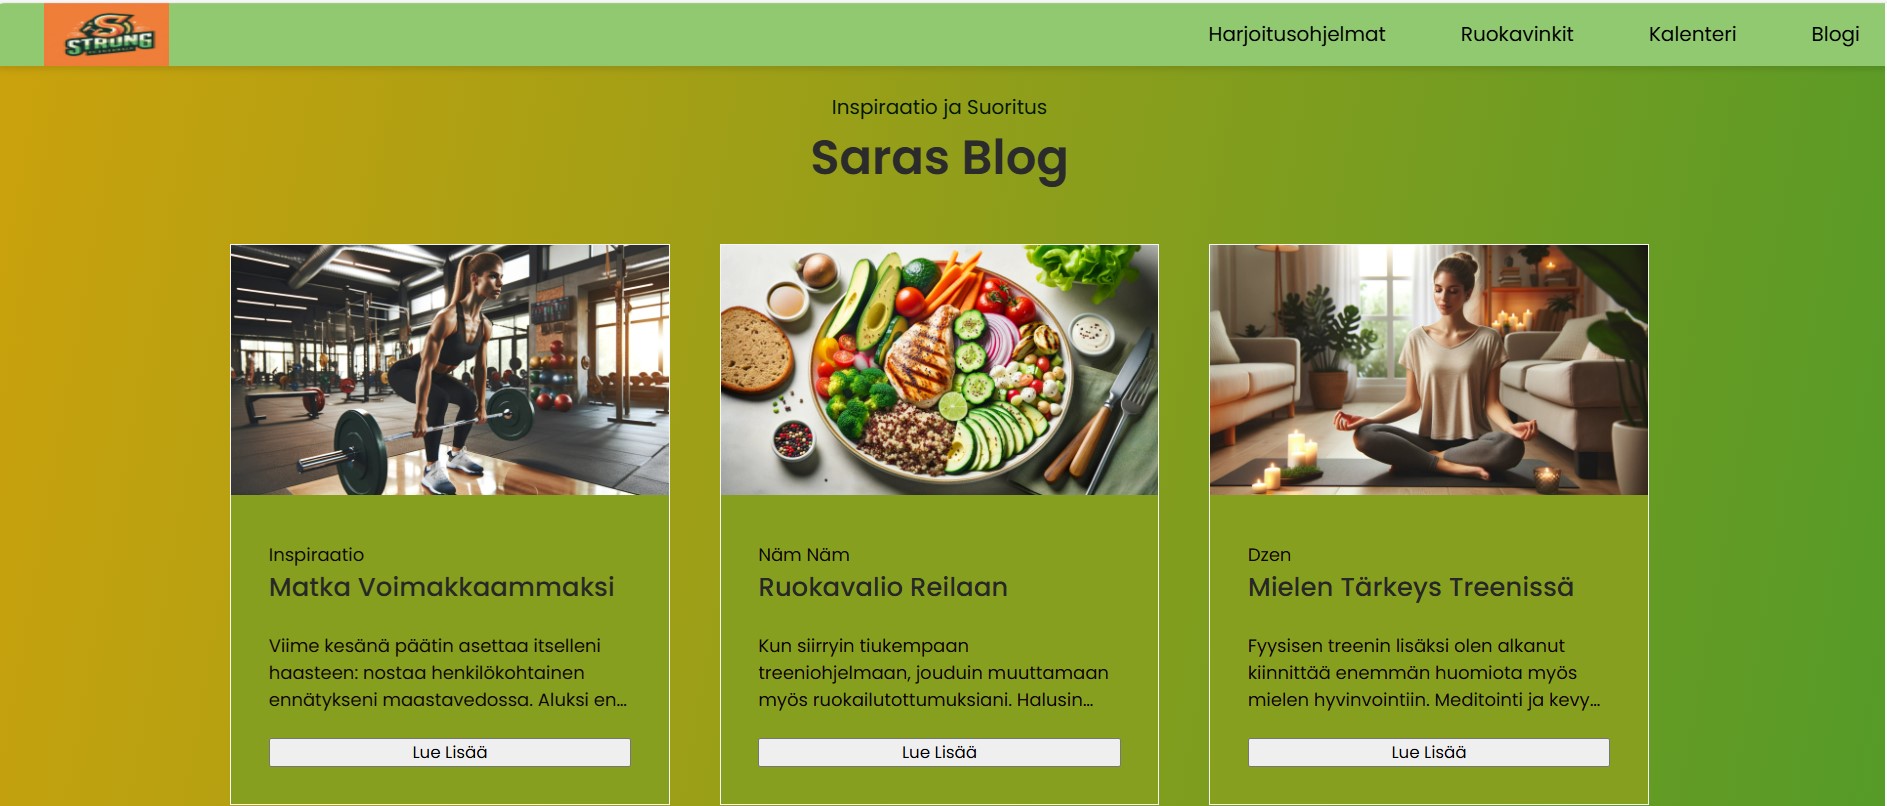 STRONG
Harjoitusohjelmat Ruokavinkit Kalenteri Blogi
Inspiraatio ja Suoritus
Saras Blog
Inspiraatio
Matka Voimakkaammaksi
Viime kesänä päätin asettaa itselleni
haasteen: nostaa henkilökohtainen
ennätykseni maastavedossa. Aluksi en...
Lue Lisää
Näm Näm
Ruokavalio Reilaan
Kun siirryin tiukempaan
treeniohjelmaan, jouduin muuttamaan
myös ruokailutottumuksiani. Halusin...
Lue Lisää
Dzen
Mielen Tärkeys Treenissä
Fyysisen treenin lisäksi olen alkanut
kiinnittää enemmän huomiota myös
mielen hyvinvointiin. Meditointi ja kevy...
Lue Lisää